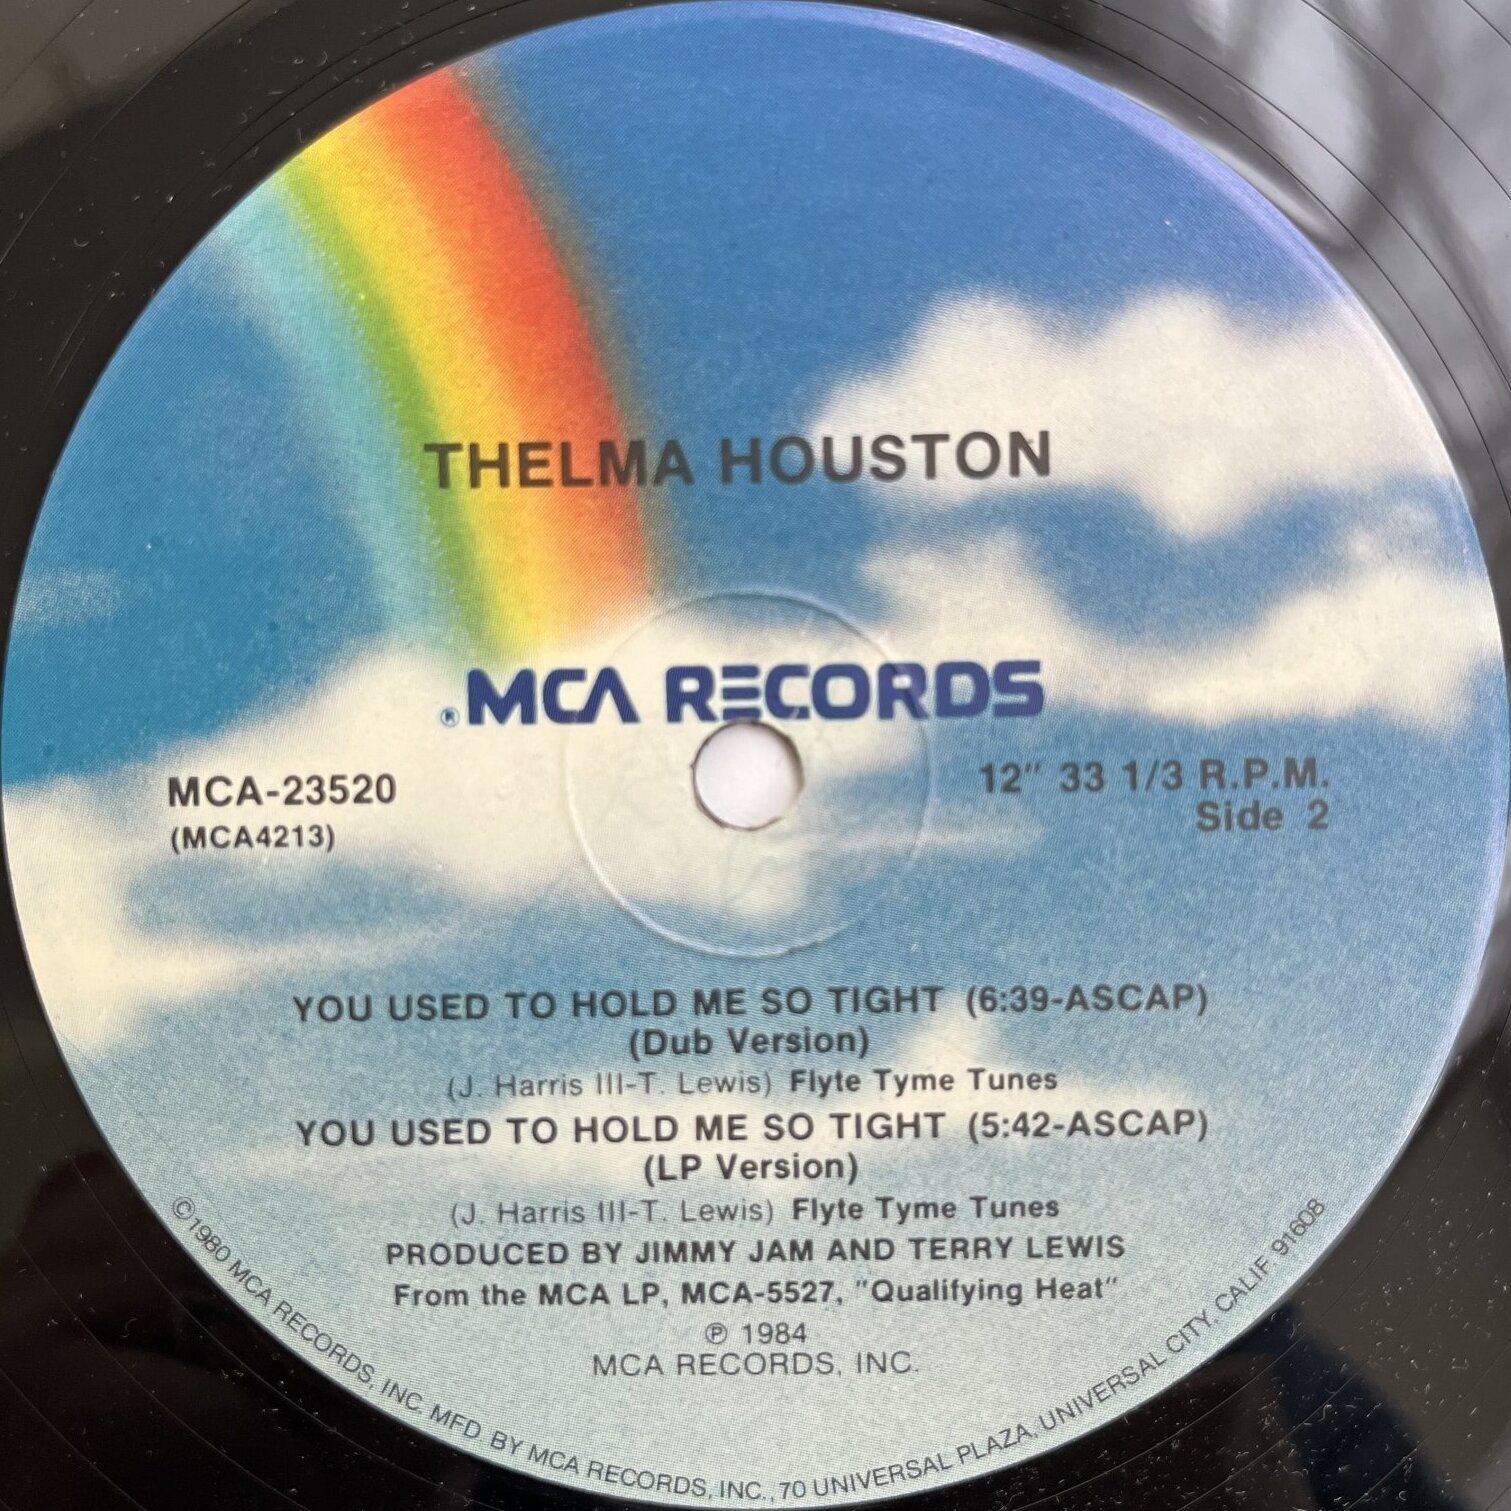 THELMA HOUSTON
®MCA RECORDS
MCA-23520
(MCA4213)
12" 33 1/3 R.P.M.
Side 2
YOU USED TO HOLD ME SO TIGHT (6:39-ASCAP)
(Dub Version)
(J. Harris III-T. Lewis) Flyte Tyme Tunes
YOU USED TO HOLD ME SO TIGHT (5:42-ASCAP)
(LP Version)
(J. Harris III-T. Lewis) Flyte Tyme Tunes
PRODUCED BY JIMMY JAM AND TERRY LEWIS
From the MCA LP, MCA-5527, "Qualifying Heat"
℗ 1984
MCA RECORDS, INC.
©1980 MCA RECORDS, INC. MFD. BY MCA RECORDS, INC., 70 UNIVERSAL PLAZA, UNIVERSAL CITY, CALIF. 91608